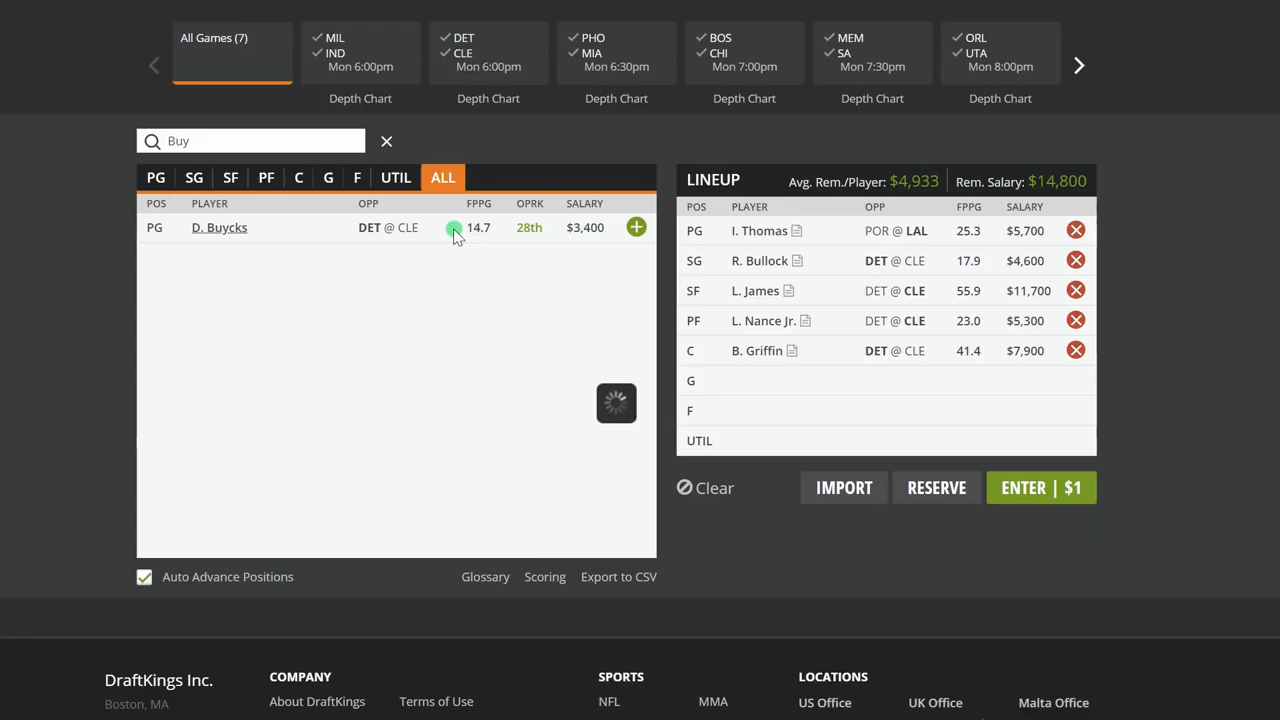 All Games (7)
MIL
IND
Mon 6:00pm
Depth Chart
DET
CLE
Mon 6:00pm
Depth Chart
PHO
MIA
Mon 6:30pm
Depth Chart
BOS
CHI
Mon 7:00pm
Depth Chart
MEM
SA
Mon 7:30pm
Depth Chart
ORL
UTA
Mon 8:00pm
Depth Chart
Buy
PG SG SF PF C G F UTIL ALL
POS PLAYER OPP FPPG OPRK SALARY
PG D. Buycks DET @ CLE 14.7 28th $3,400
Auto Advance Positions Glossary Scoring Export to CSV
LINEUP Avg. Rem./Player: $4,933 Rem. Salary: $14,800
POS PLAYER OPP FPPG SALARY
PG I. Thomas POR @ LAL 25.3 $5,700
SG R. Bullock DET @ CLE 17.9 $4,600
SF L. James DET @ CLE 55.9 $11,700
PF L. Nance Jr. DET @ CLE 23.0 $5,300
C B. Griffin DET @ CLE 41.4 $7,900
G
F
UTIL
Clear IMPORT RESERVE ENTER | $1
DraftKings Inc.
Boston, MA
COMPANY
About DraftKings Terms of Use
SPORTS
NFL MMA
LOCATIONS
US Office UK Office Malta Office